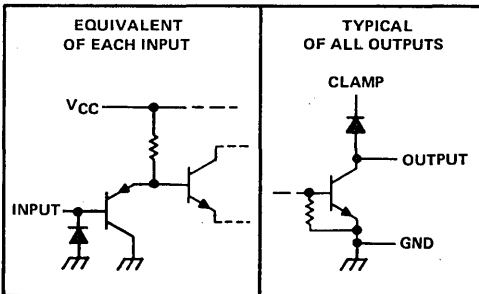 EQUIVALENT
OF EACH INPUT
VCC
INPUT
TYPICAL
OF ALL OUTPUTS
CLAMP
OUTPUT
GND